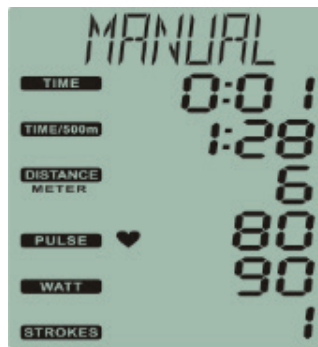 MANUAL
TIME 0:01
TIME/500m 1:28
DISTANCE 6
METER
PULSE 80
WATT 90
STROKES 1